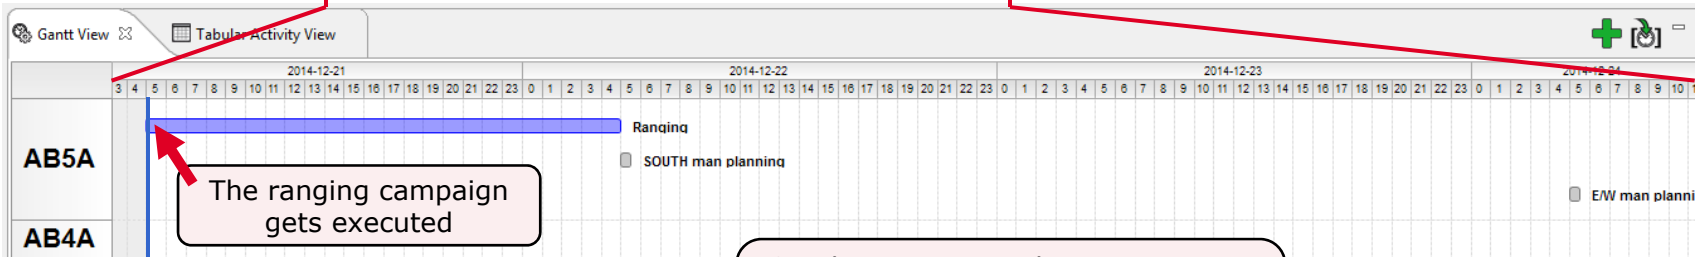 Gantt View
Tabular Activity View
2014-12-21 2014-12-22 2014-12-23 2014-12-24
3 4 5 6 7 8 9 10 11 12 13 14 15 16 17 18 19 20 21 22 23 0 1 2 3 4 5 6 7 8 9 10 11 12 13 14 15 16 17 18 19 20 21 22 23 0 1 2 3 4 5 6 7 8 9 10 11 12 13 14 15 16 17 18 19 20 21 22 23 0 1 2 3 4 5 6 7 8 9 10
Ranging
AB5A
SOUTH man planning
The ranging campaign
gets executed
E/W man planni
AB4A